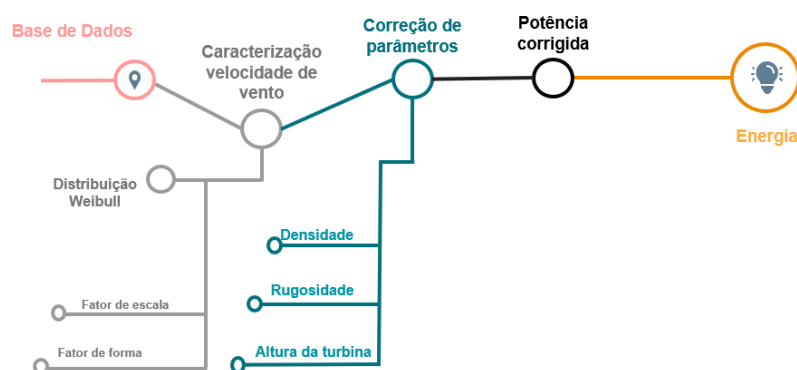 Base de Dados
Caracterização
velocidade de
vento
Correção de
parâmetros
Potência
corrigida
Energia
Distribuição
Weibull
Fator de escala
Fator de forma
Densidade
Rugosidade
Altura da turbina